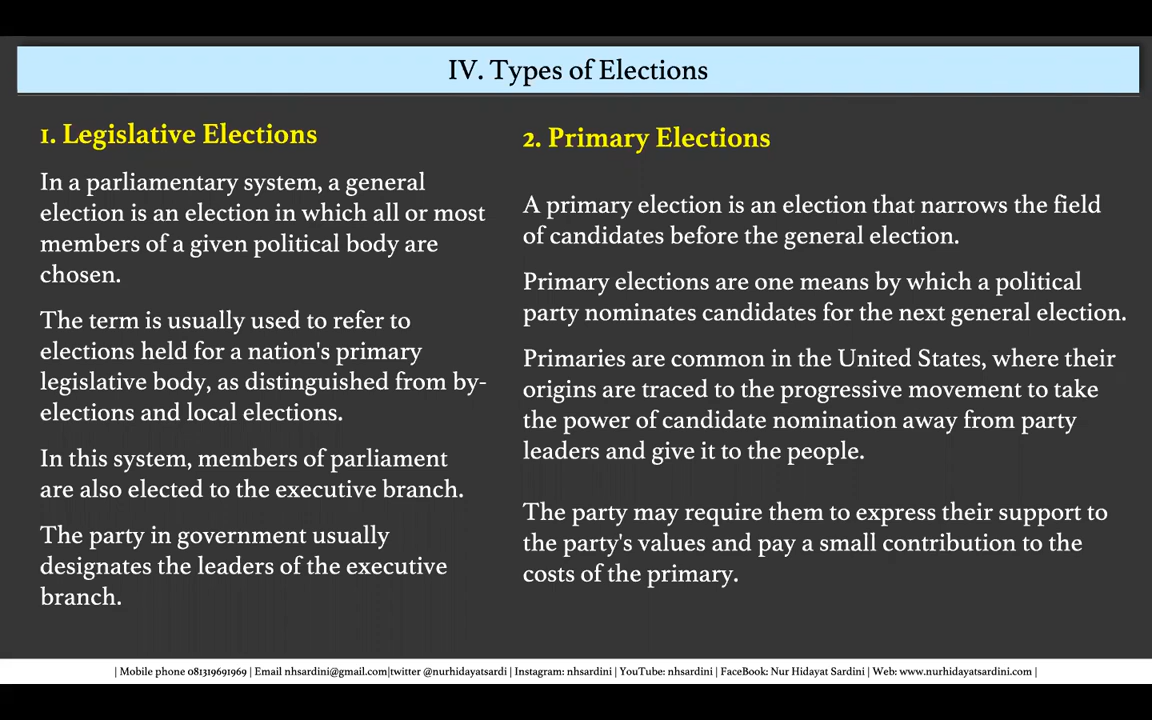 IV. Types of Elections
1. Legislative Elections
In a parliamentary system, a general
election is an election in which all or most
members of a given political body are
chosen.
The term is usually used to refer to
elections held for a nation's primary
legislative body, as distinguished from by-
elections and local elections.
In this system, members of parliament
are also elected to the executive branch.
The party in government usually
designates the leaders of the executive
branch.
2. Primary Elections
A primary election is an election that narrows the field
of candidates before the general election.
Primary elections are one means by which a political
party nominates candidates for the next general election.
Primaries are common in the United States, where their
origins are traced to the progressive movement to take
the power of candidate nomination away from party
leaders and give it to the people.
The party may require them to express their support to
the party's values and pay a small contribution to the
costs of the primary.
| Mobile phone 081319691969 | Email nhsardini@gmail.com|twitter @nurhidayatsardi | Instagram: nhsardini | YouTube: nhsardini | FaceBook: Nur Hidayat Sardini | Web: www.nurhidayatsardini.com |